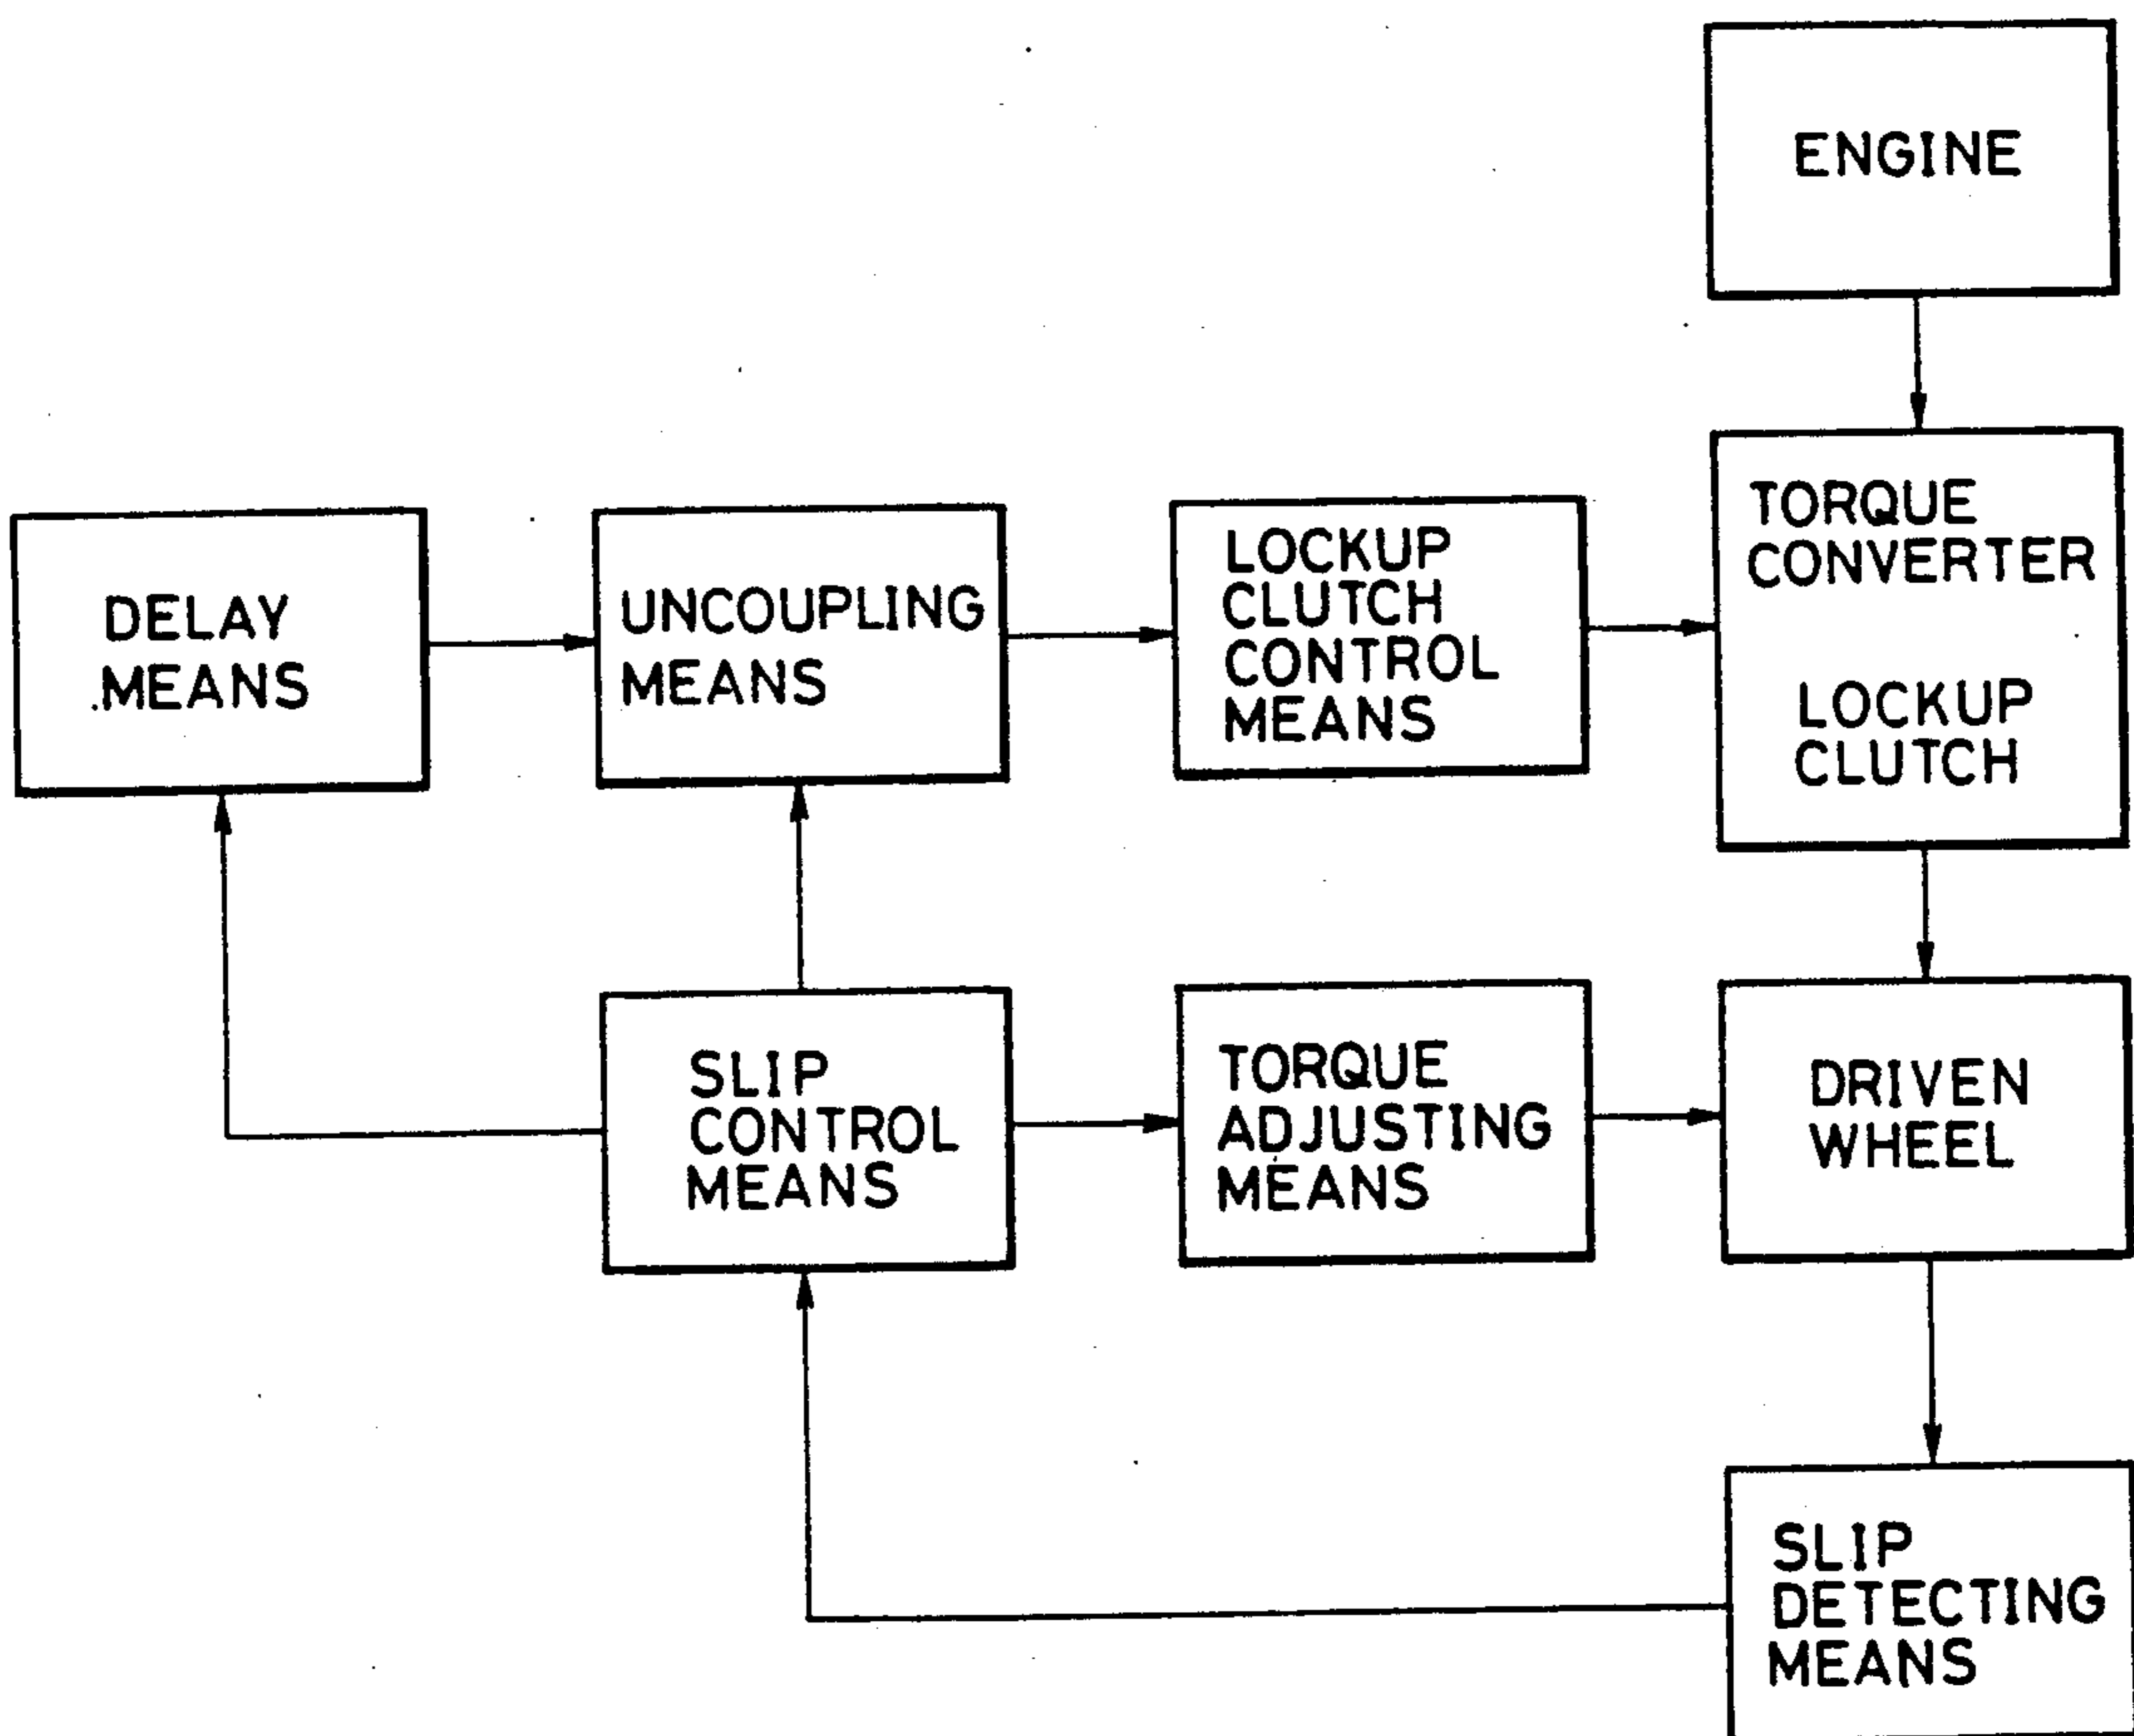 ENGINE
TORQUE
CONVERTER
LOCKUP
CLUTCH
DELAY
MEANS
UNCOUPLING
MEANS
LOCKUP
CLUTCH
CONTROL
MEANS
SLIP
CONTROL
MEANS
TORQUE
ADJUSTING
MEANS
DRIVEN
WHEEL
SLIP
DETECTING
MEANS